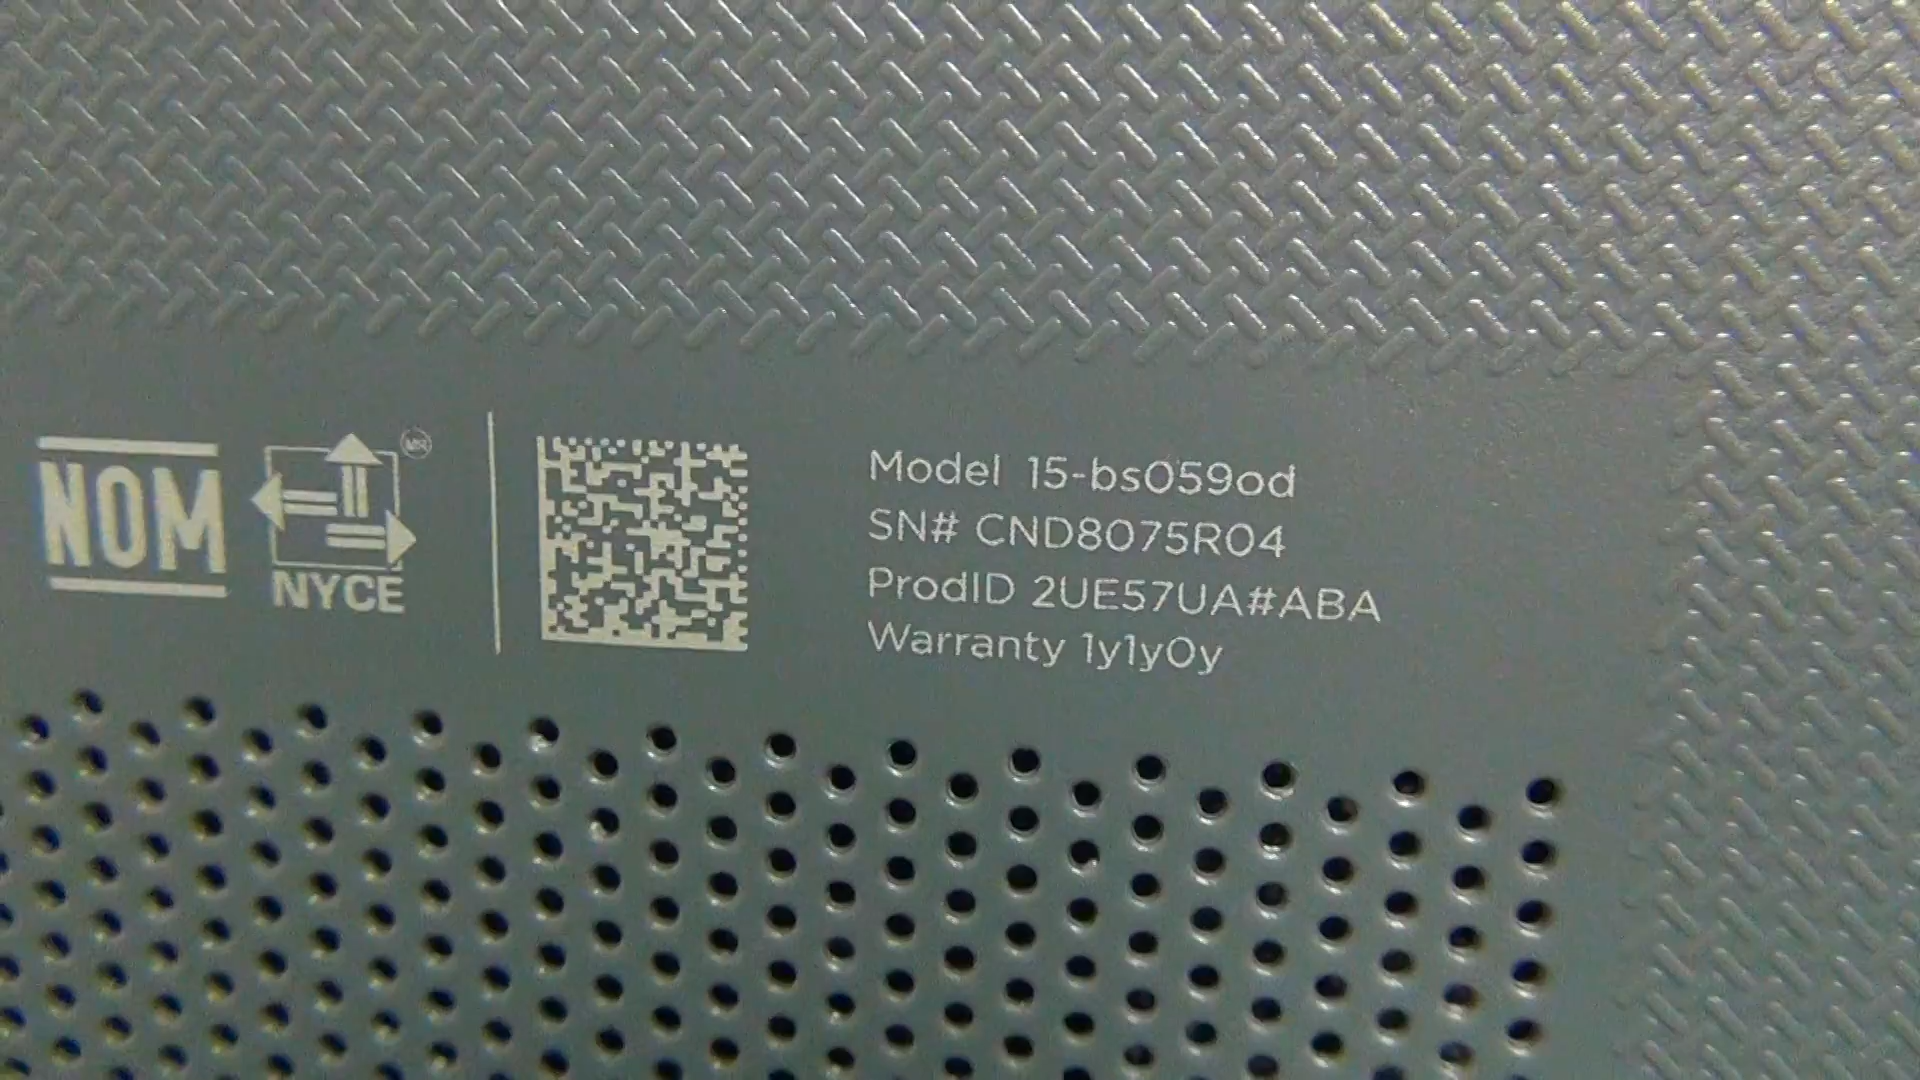 NOM
NYCE
Model 15-bs059od
SN# CND8075R04
ProdID 2UE57UA#ABA
Warranty 1y1y0y